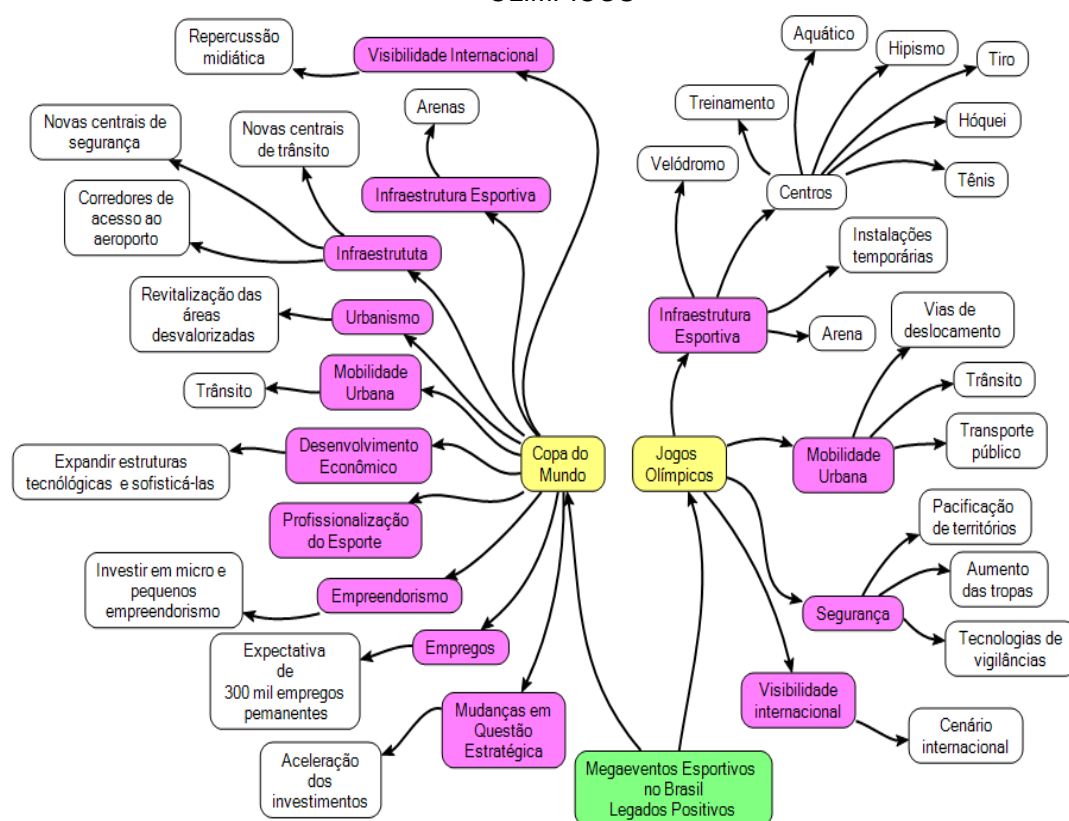 Repercussão
midiática
Visibilidade Internacional
Arenas
Novas centrais de
segurança
Novas centrais
de trânsito
Infraestrutura Esportiva
Corredores de
acesso ao
aeroporto
Infraestrututa
Revitalização das
áreas
desvalorizadas
Urbanismo
Mobilidade
Urbana
Trânsito
Desenvolvimento
Econômico
Expandir estruturas
tecnólógicas e sofisticá-las
Profissionalização
do Esporte
Investir em micro e
pequenos
empreendorismo
Empreendorismo
Expectativa
de
300 mil empregos
pemanentes
Empregos
Mudanças em
Questão
Estratégica
Aceleração
dos
investimentos
Copa do
Mundo
Jogos
Olímpicos
Megaeventos Esportivos
no Brasil
Legados Positivos
Aquático
Hipismo
Tiro
Treinamento
Hóquei
Velódromo
Centros
Tênis
Instalações
temporárias
Infraestrutura
Esportiva
Arena
Vias de
deslocamento
Trânsito
Mobilidade
Urbana
Transporte
público
Pacificação
de territórios
Aumento
das tropas
Segurança
Tecnologias de
vigilâncias
Visibilidade
internacional
Cenário
internacional